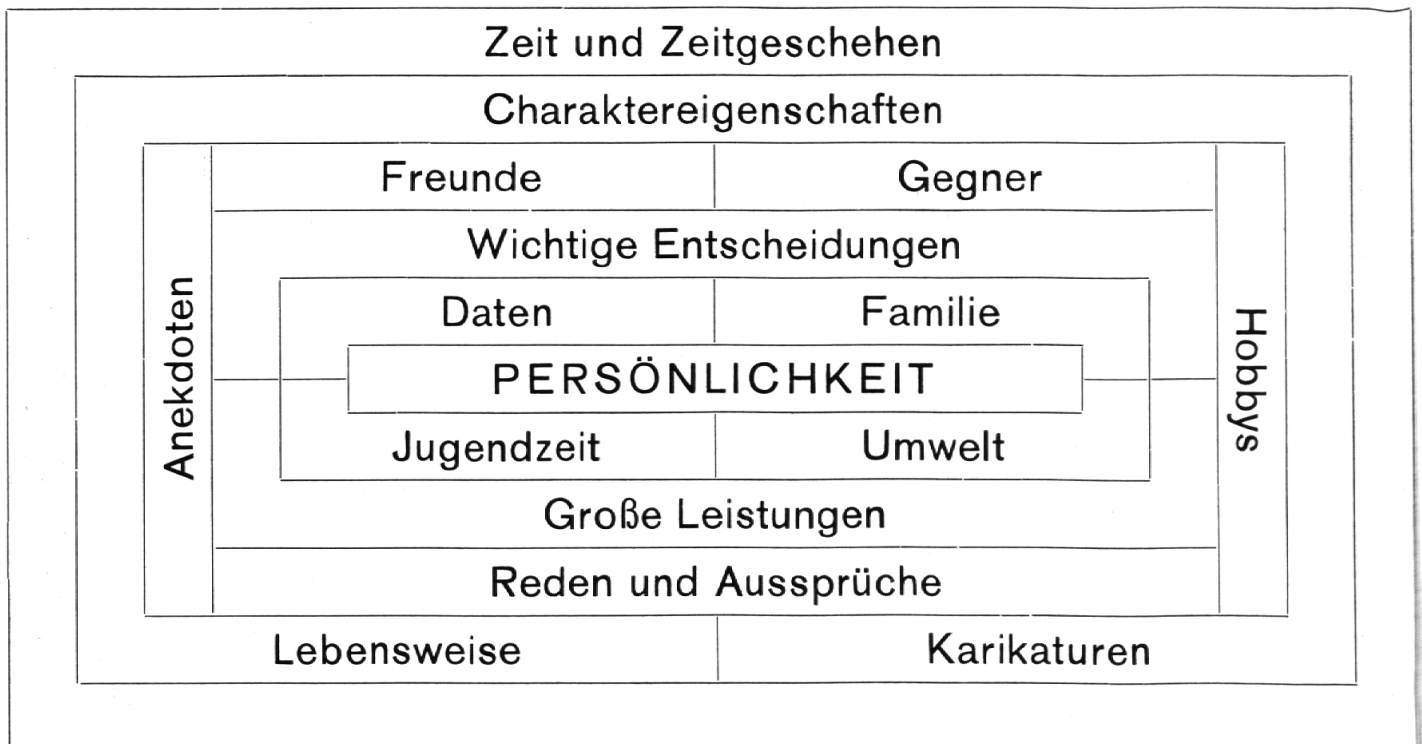 Zeit und Zeitgeschehen
Charaktereigenschaften
Freunde
Gegner
Wichtige Entscheidungen
Anekdoten
Daten
Familie
Hobbys
PERSÖNLICHKEIT
Jugendzeit
Umwelt
Große Leistungen
Reden und Aussprüche
Lebensweise
Karikaturen